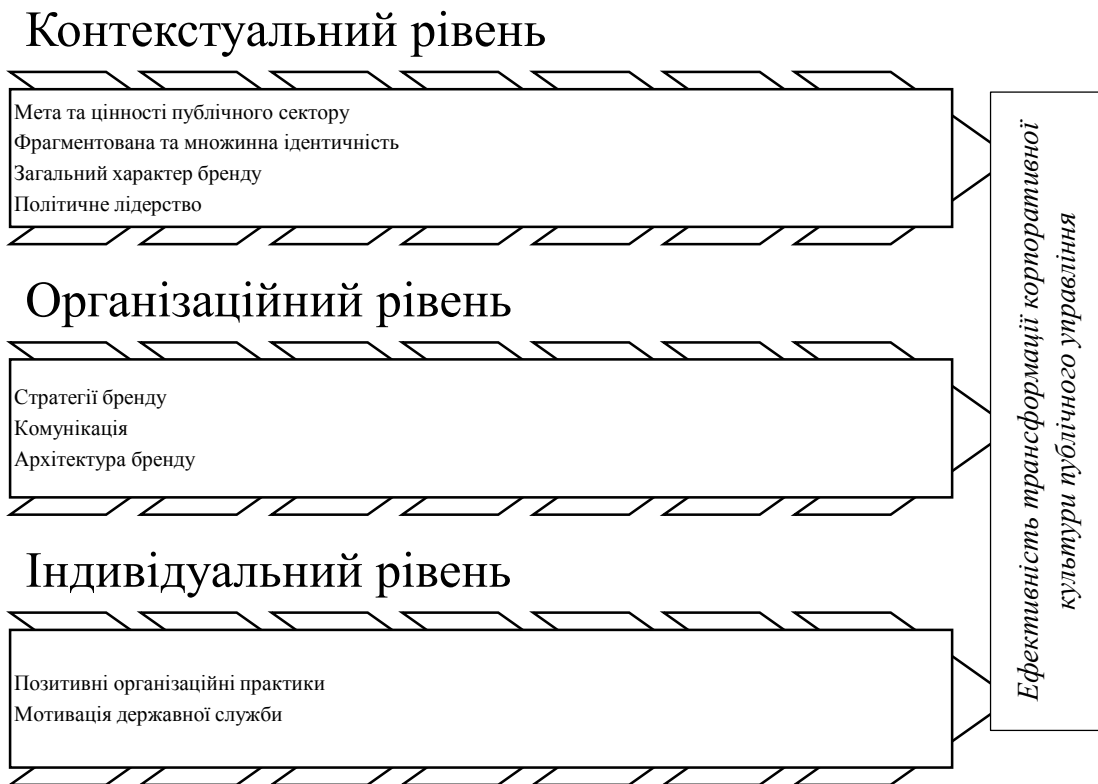 Контекстуальний рівень
Мета та цінності публічного сектору
Фрагментована та множинна ідентичність
Загальний характер бренду
Політичне лідерство
Організаційний рівень
Стратегії бренду
Комунікація
Архітектура бренду
Індивідуальний рівень
Позитивні організаційні практики
Мотивація державної служби
Ефективність трансформації корпоративної
культури публічного управління